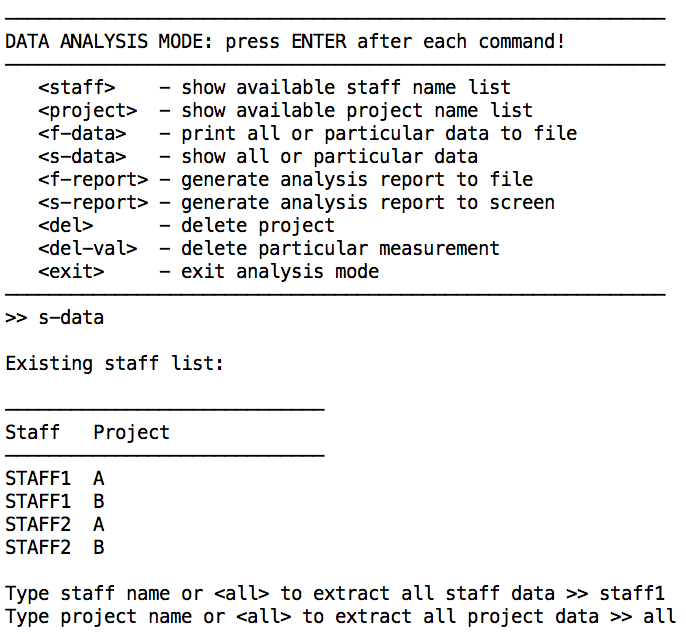 DATA ANALYSIS MODE: press ENTER after each command!
<staff> – show available staff name list
<project> – show available project name list
<f-data> – print all or particular data to file
<s-data> – show all or particular data
<f-report> – generate analysis report to file
<s-report> – generate analysis report to screen
<del> – delete project
<del-val> – delete particular measurement
<exit> – exit analysis mode
>> s-data
Existing staff list:
Staff Project
STAFF1 A
STAFF1 B
STAFF2 A
STAFF2 B
Type staff name or <all> to extract all staff data >> staff1
Type project name or <all> to extract all project data >> all